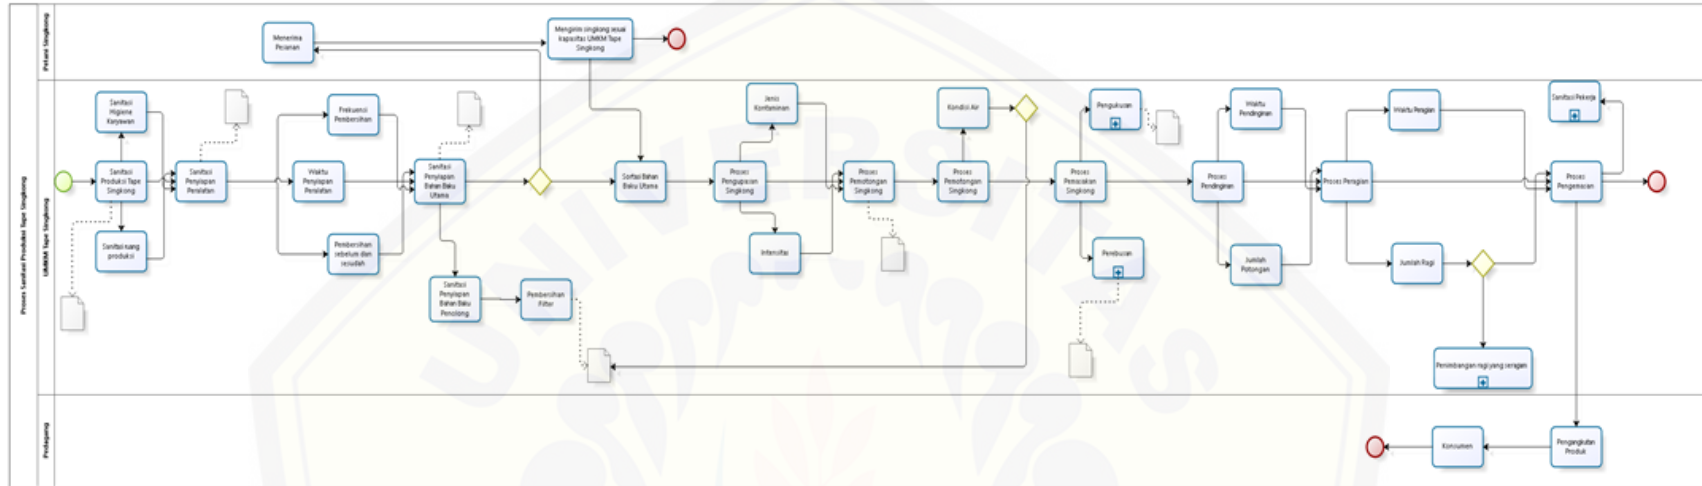 Proses Sanitasi Produksi Tape Singkong
Petani Singkong
Menerima
Pesanan
Mengirim singkong sesuai
kapasitas UMKM Tape
Singkong
UMKM Tape Singkong
Sanitasi
Higiene
Karyawan
Sanitasi
Produksi Tape
Singkong
Sanitasi ruang
produksi
Sanitasi
Penyiapan
Peralatan
Frekuensi
Pembersihan
Waktu
Penyiapan
Peralatan
Pembersihan
sebelum dan
sesudah
Sanitasi
Penyiapan
Bahan Baku
Utama
Sanitasi
Penyiapan
Bahan Baku
Penolong
Pembersihan
Filter
Sortasi Bahan
Baku Utama
Jenis
Kontaminan
Proses
Pengupasan
Singkong
Intensitas
Proses
Pemotongan
Singkong
Kondisi Air
Proses
Pemotongan
Singkong
Pengukusan
Proses
Pemasakan
Singkong
Perebusan
Waktu
Pendinginan
Proses
Pendinginan
Jumlah
Potongan
Proses Peragian
Waktu Peragian
Jumlah Ragi
Penimbangan ragi yang seragam
Sanitasi Pekerja
Proses
Pengemasan
Pedagang
Konsumen
Pengangkutan
Produk
UNIVERSITAS